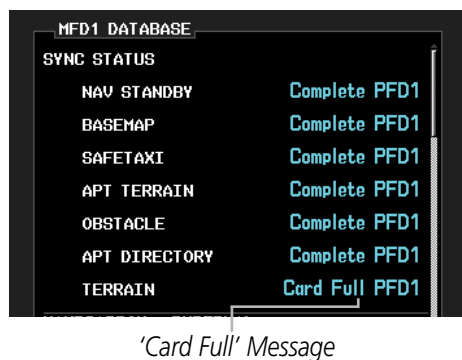 MFD1 DATABASE
SYNC STATUS
NAV STANDBY Complete PFD1
BASEMAP Complete PFD1
SAFETAXI Complete PFD1
APT TERRAIN Complete PFD1
OBSTACLE Complete PFD1
APT DIRECTORY Complete PFD1
TERRAIN Card Full PFD1
'Card Full' Message